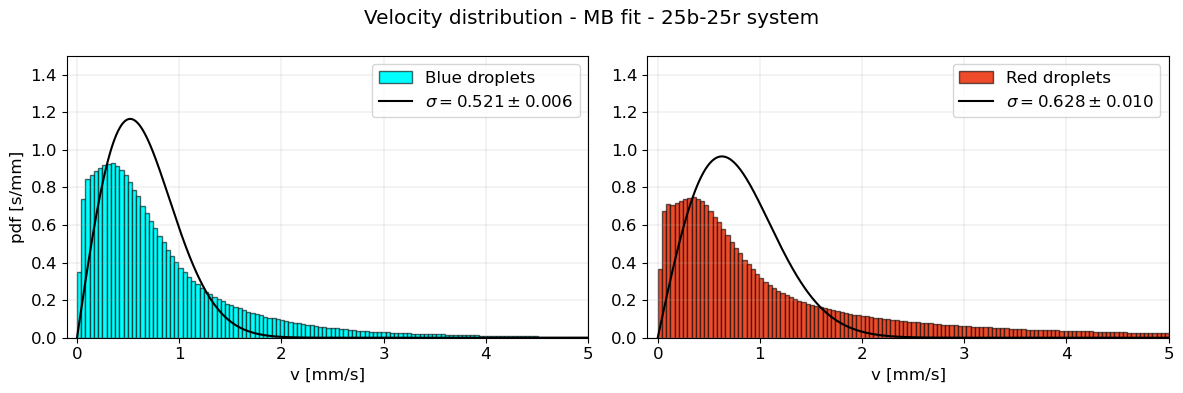 Velocity distribution - MB fit - 25b-25r system
pdf [s/mm]
1.4
1.2
1.0
0.8
0.6
0.4
0.2
0.0
Blue droplets
σ = 0.521 ± 0.006
0 1 2 3 4 5
v [mm/s]
1.4
1.2
1.0
0.8
0.6
0.4
0.2
0.0
Red droplets
σ = 0.628 ± 0.010
0 1 2 3 4 5
v [mm/s]